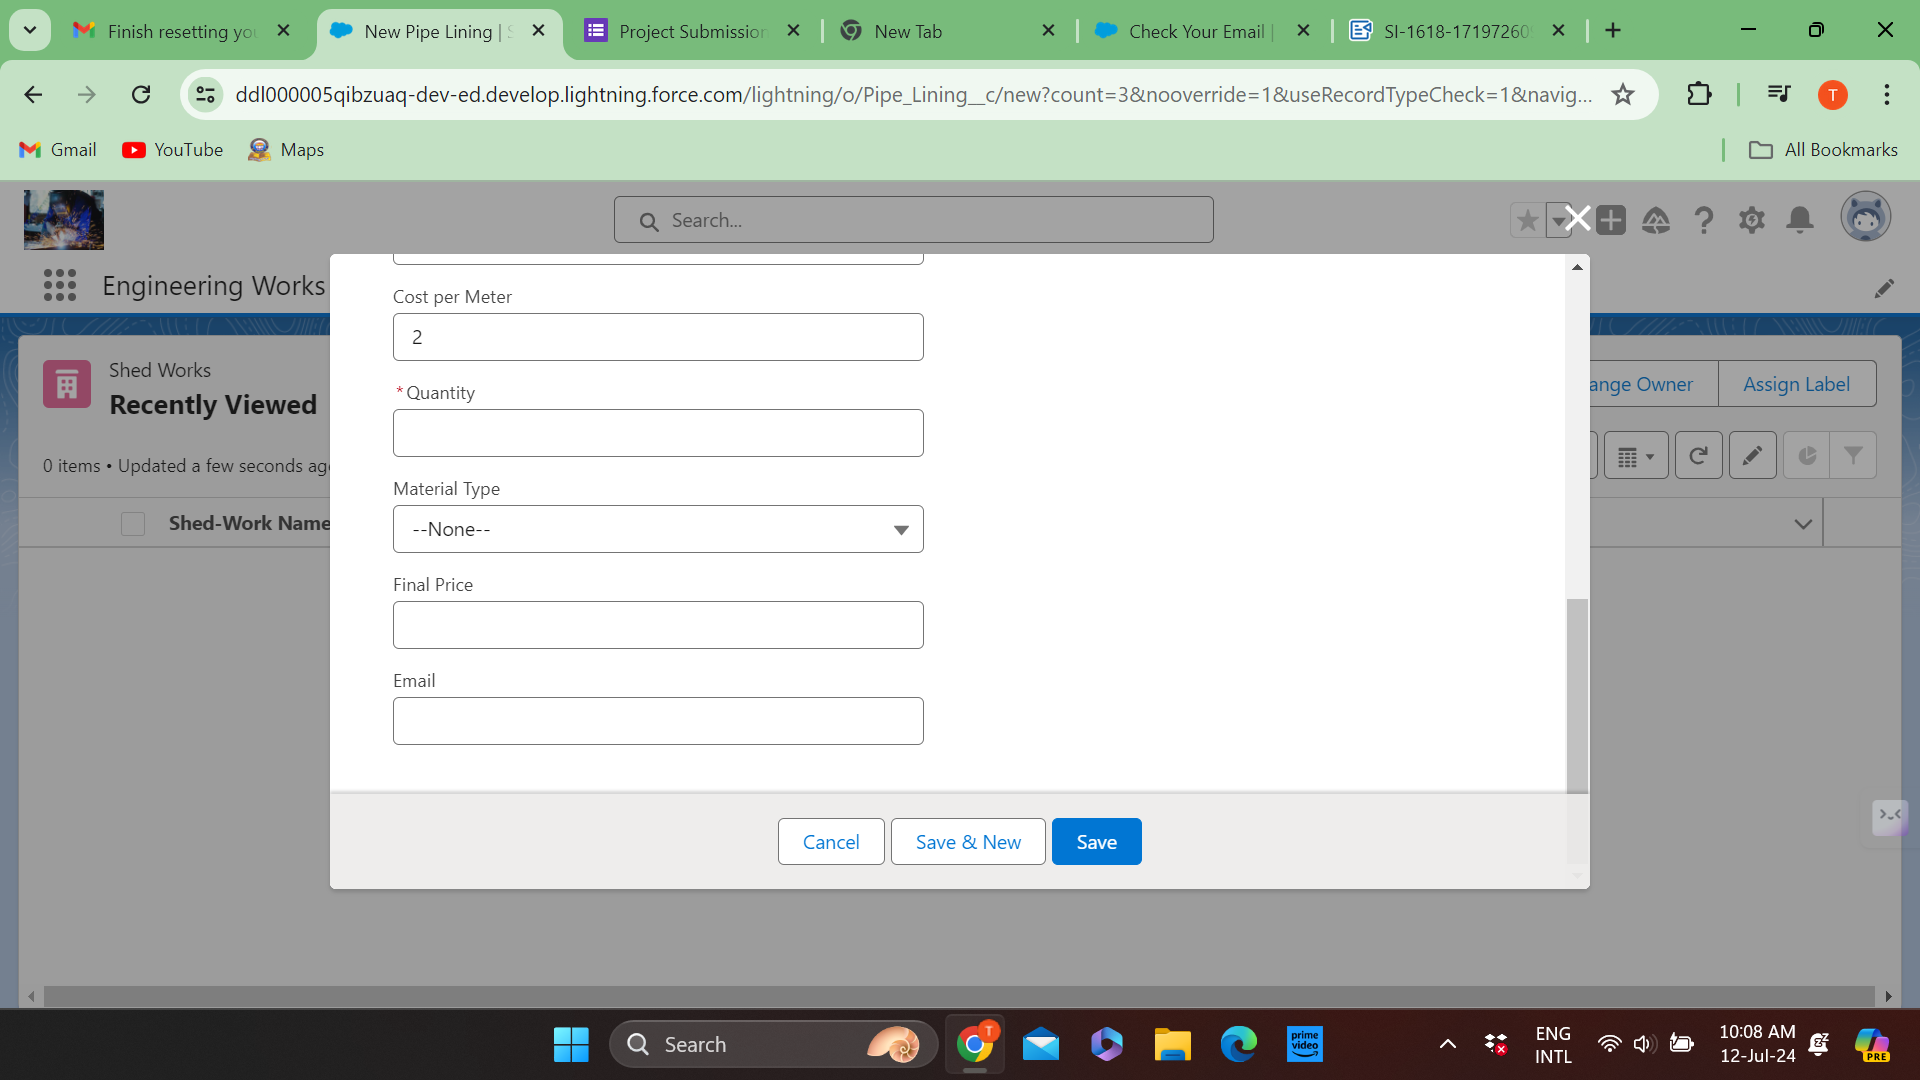 Finish resetting yo
New Pipe Lining |
Project Submission
New Tab
Check Your Email |
SI-1618-171972609
ddl000005qibzuaq-dev-ed.develop.lightning.force.com/lightning/o/Pipe_Lining__c/new?count=3&nooverride=1&useRecordTypeCheck=1&navig...
T
Gmail
YouTube
Maps
All Bookmarks
Search...
Engineering Works
Shed Works
Recently Viewed
ange Owner
Assign Label
0 items • Updated a few seconds ag
Shed-Work Name
Cost per Meter
2
*Quantity
Material Type
--None--
Final Price
Email
Cancel
Save & New
Save
Search
T
prime
video
ENG
INTL
10:08 AM
12-Jul-24
PRE